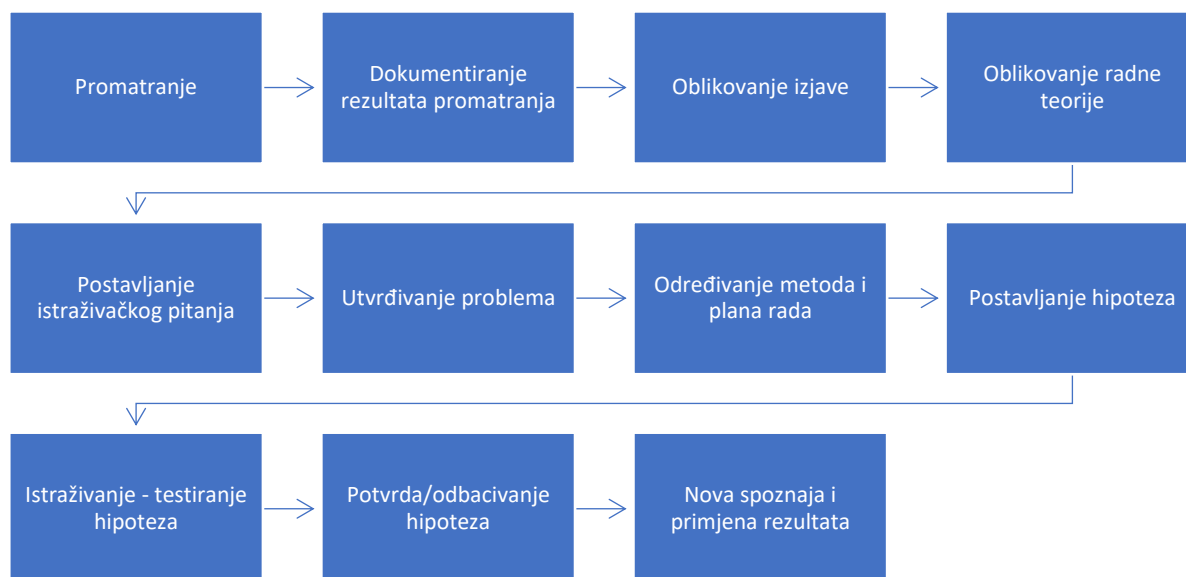 Promatranje
Dokumentiranje
rezultata promatranja
Oblikovanje izjave
Oblikovanje radne
teorije
Postavljanje
istraživačkog pitanja
Utvrđivanje problema
Određivanje metoda i
plana rada
Postavljanje hipoteza
Istraživanje - testiranje
hipoteza
Potvrda/odbacivanje
hipoteza
Nova spoznaja i
primjena rezultata